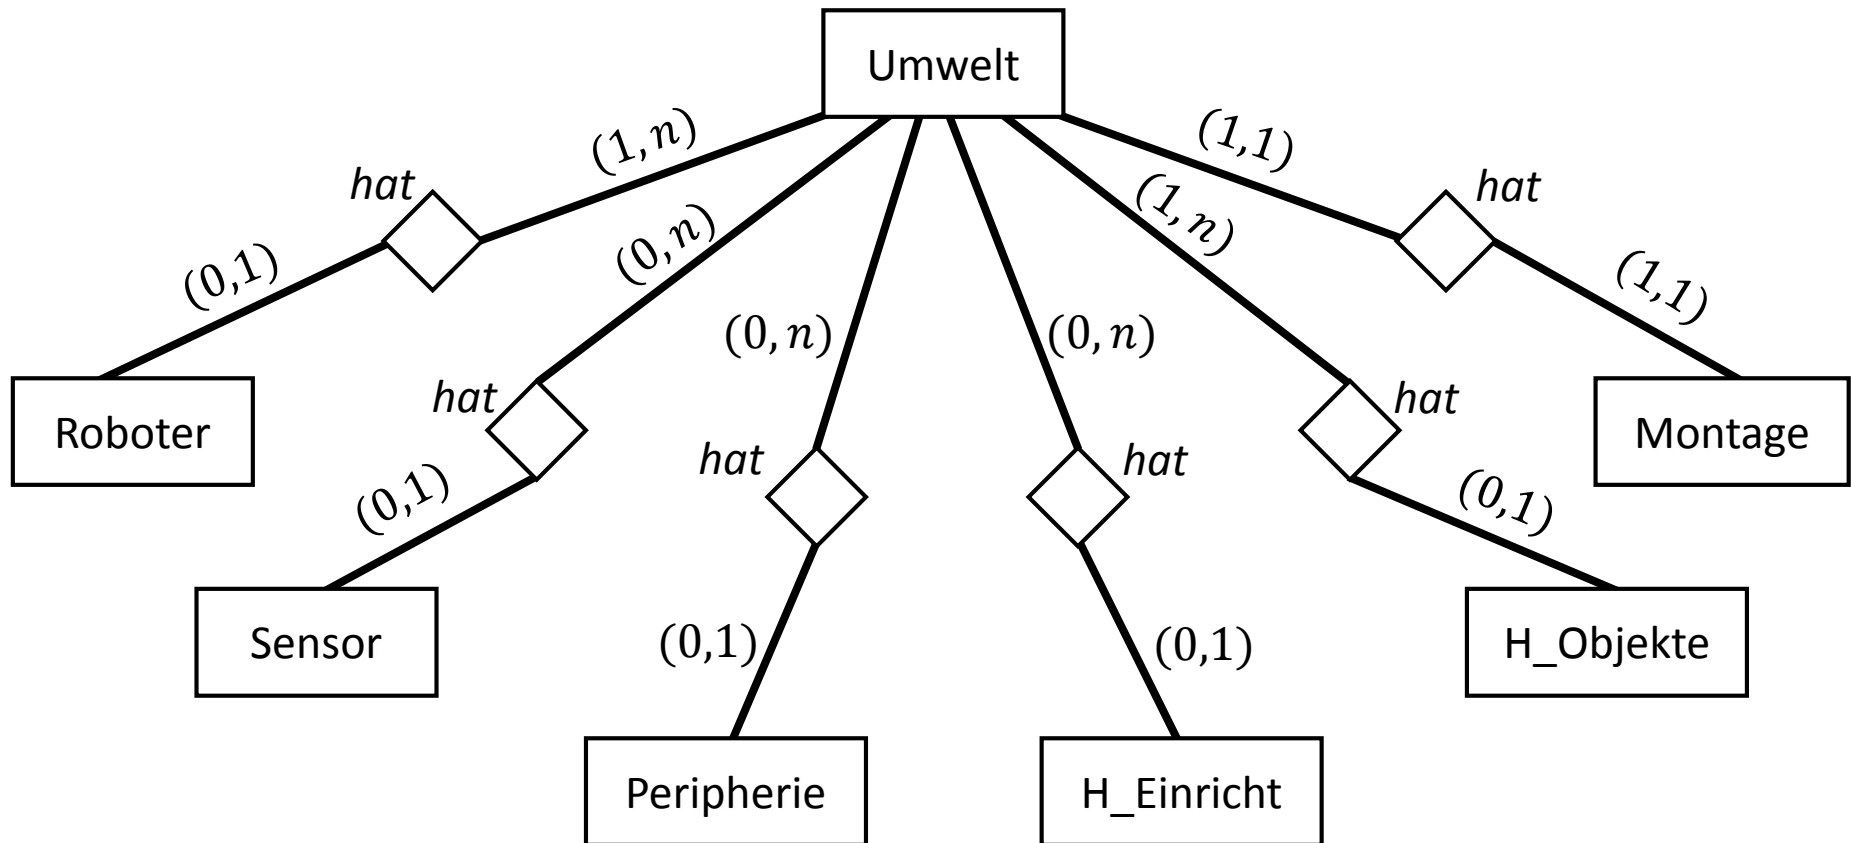 Umwelt
(1,n)
(1,1)
hat
hat
(0,1)
(0,n)
(1,n)
(1,1)
(0,n)
(0,n)
Roboter
hat
hat
Montage
hat
hat
(0,1)
(0,1)
Sensor
(0,1)
(0,1)
H_Objekte
Peripherie
H_Einricht